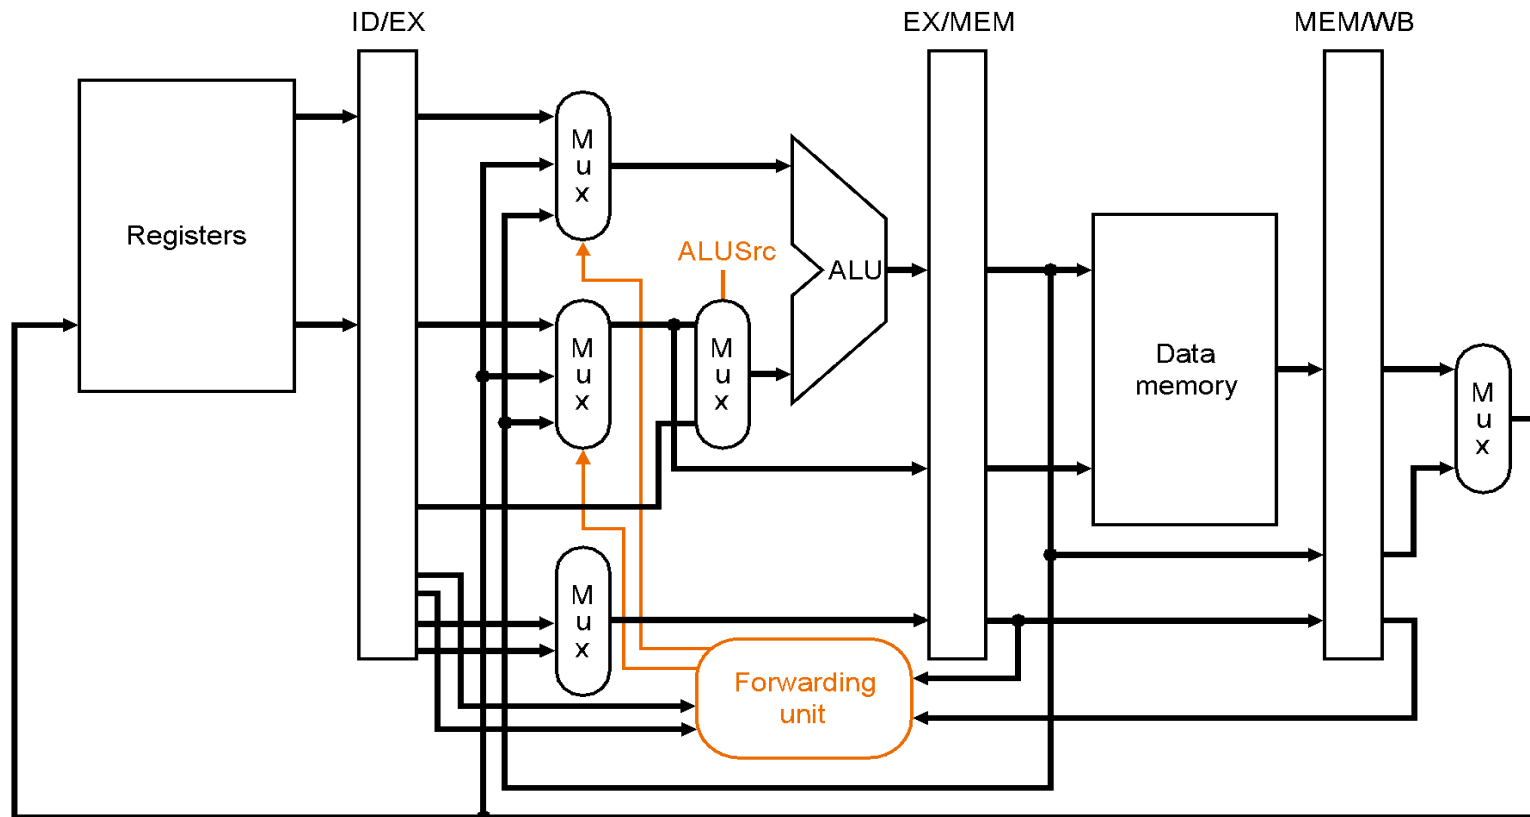 ID/EX
EX/MEM
MEM/WB
M
u
x
Registers
ALUSrc
ALU
M
u
x
M
u
x
Data
memory
M
u
x
M
u
x
Forwarding
unit